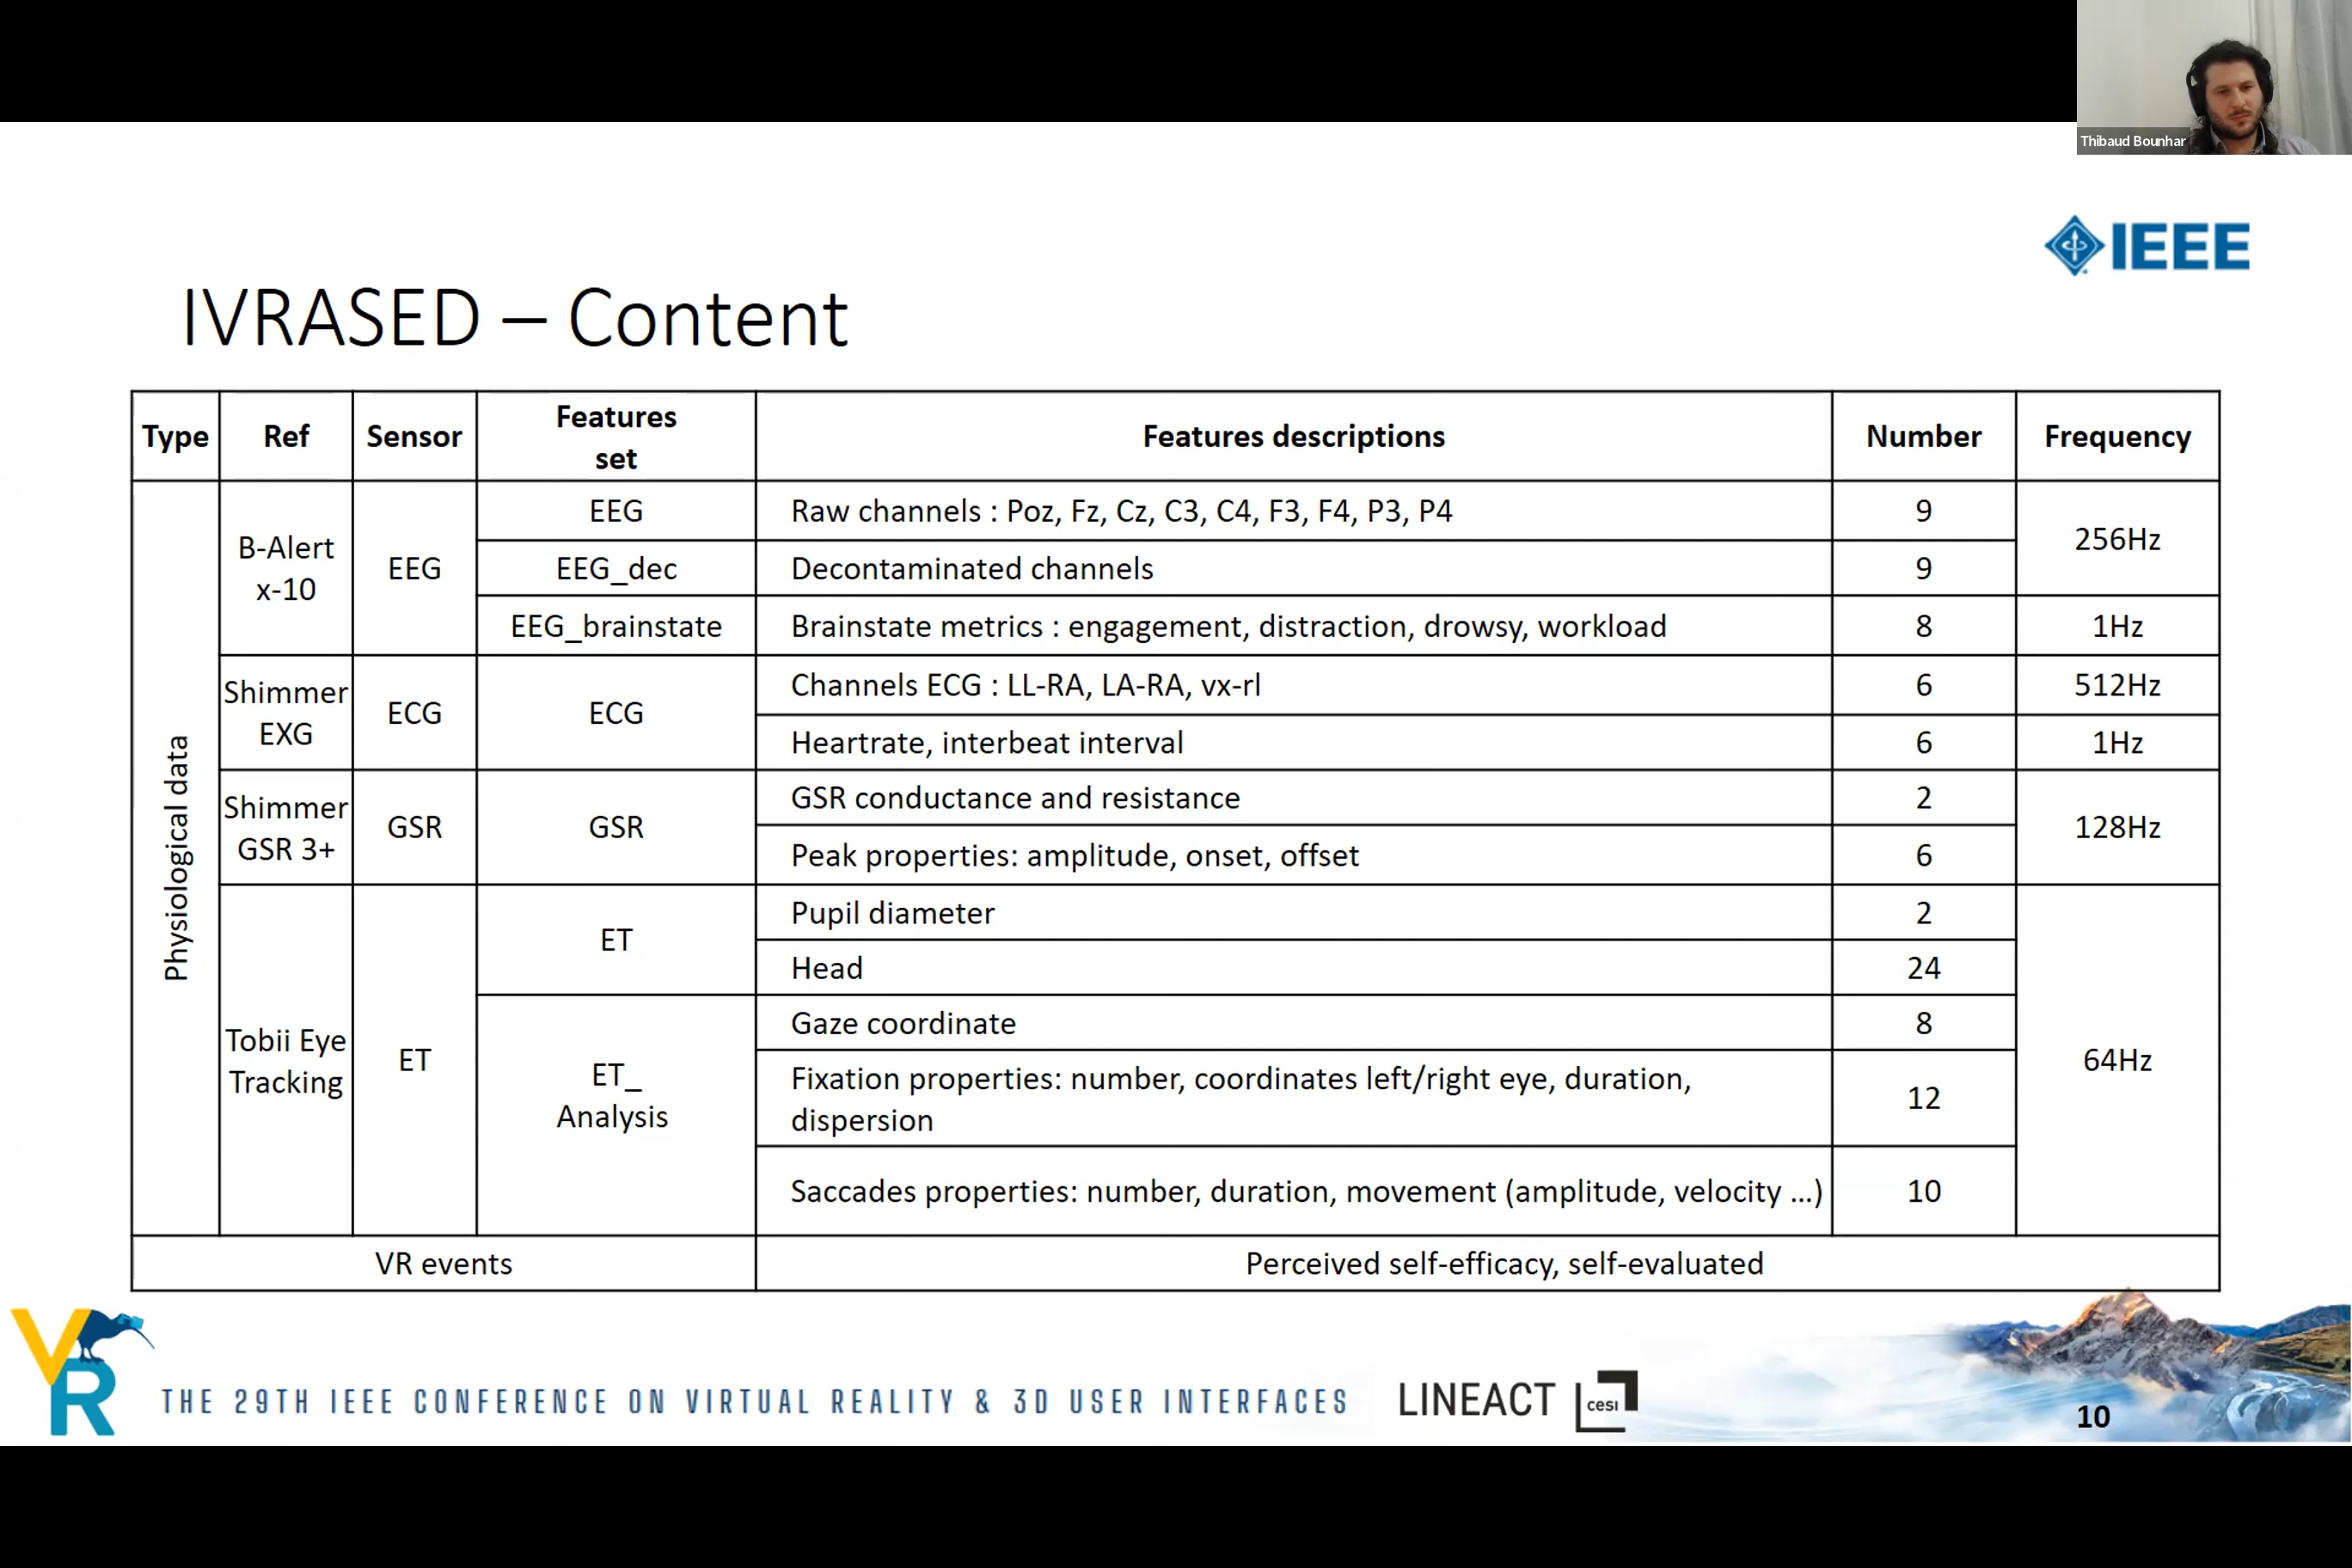 Thibaud Bounhar
IEEE
IVRASED – Content
Type Ref Sensor Features set Features descriptions Number Frequency
Physiological data
B-Alert x-10 EEG EEG Raw channels : Poz, Fz, Cz, C3, C4, F3, F4, P3, P4 9 256Hz
EEG_dec Decontaminated channels 9
EEG_brainstate Brainstate metrics : engagement, distraction, drowsy, workload 8 1Hz
Shimmer EXG ECG ECG Channels ECG : LL-RA, LA-RA, vx-rl 6 512Hz
Heartrate, interbeat interval 6 1Hz
Shimmer GSR 3+ GSR GSR GSR conductance and resistance 2 128Hz
Peak properties: amplitude, onset, offset 6
Tobii Eye Tracking ET ET Pupil diameter 2 64Hz
Head 24
ET_ Analysis Gaze coordinate 8
Fixation properties: number, coordinates left/right eye, duration,
dispersion 12
Saccades properties: number, duration, movement (amplitude, velocity ...) 10
VR events Perceived self-efficacy, self-evaluated
VR
THE 29TH IEEE CONFERENCE ON VIRTUAL REALITY & 3D USER INTERFACES
LINEACT
cesi
10